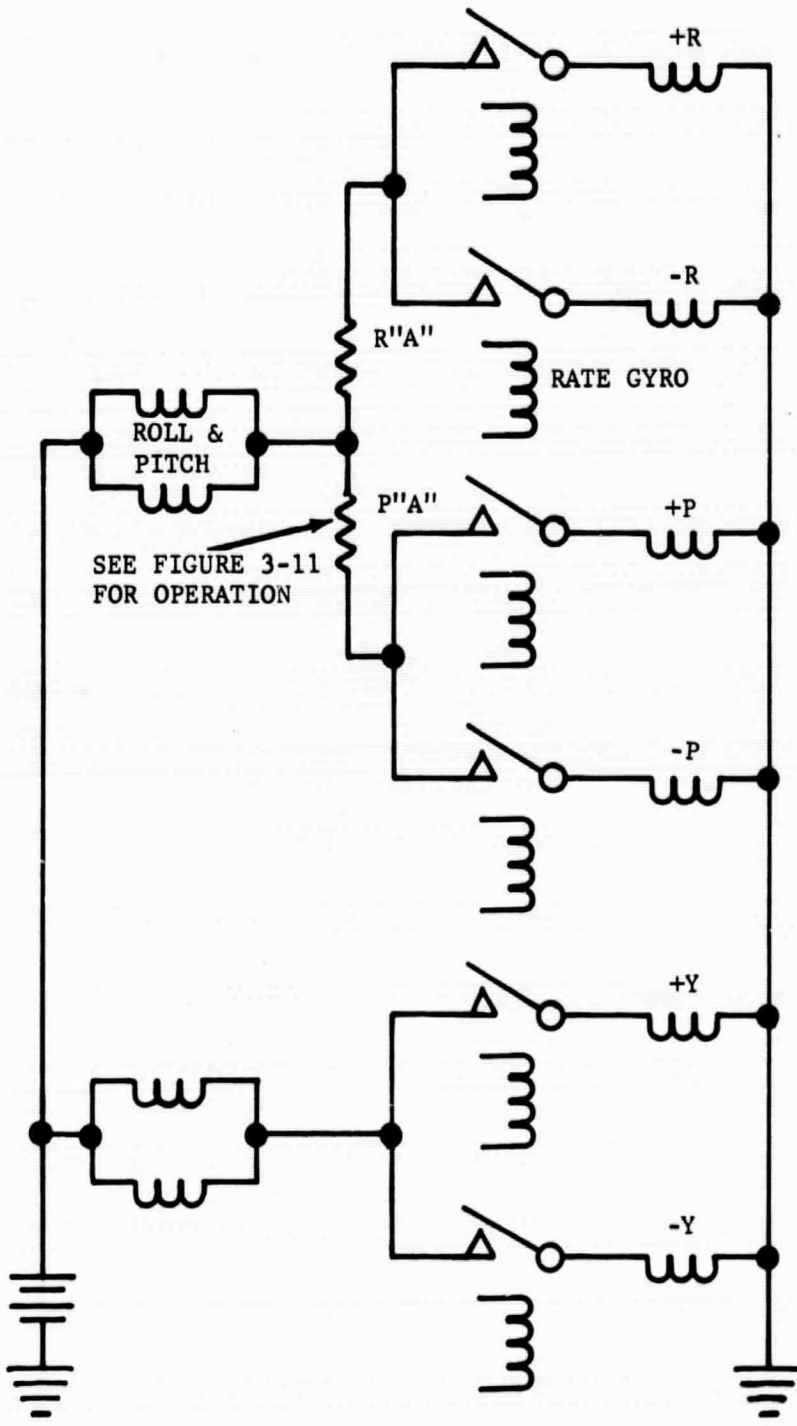 +R
-R
R"A"
RATE GYRO
ROLL &
PITCH
P"A"
+P
SEE FIGURE 3-11
FOR OPERATION
-P
+Y
-Y